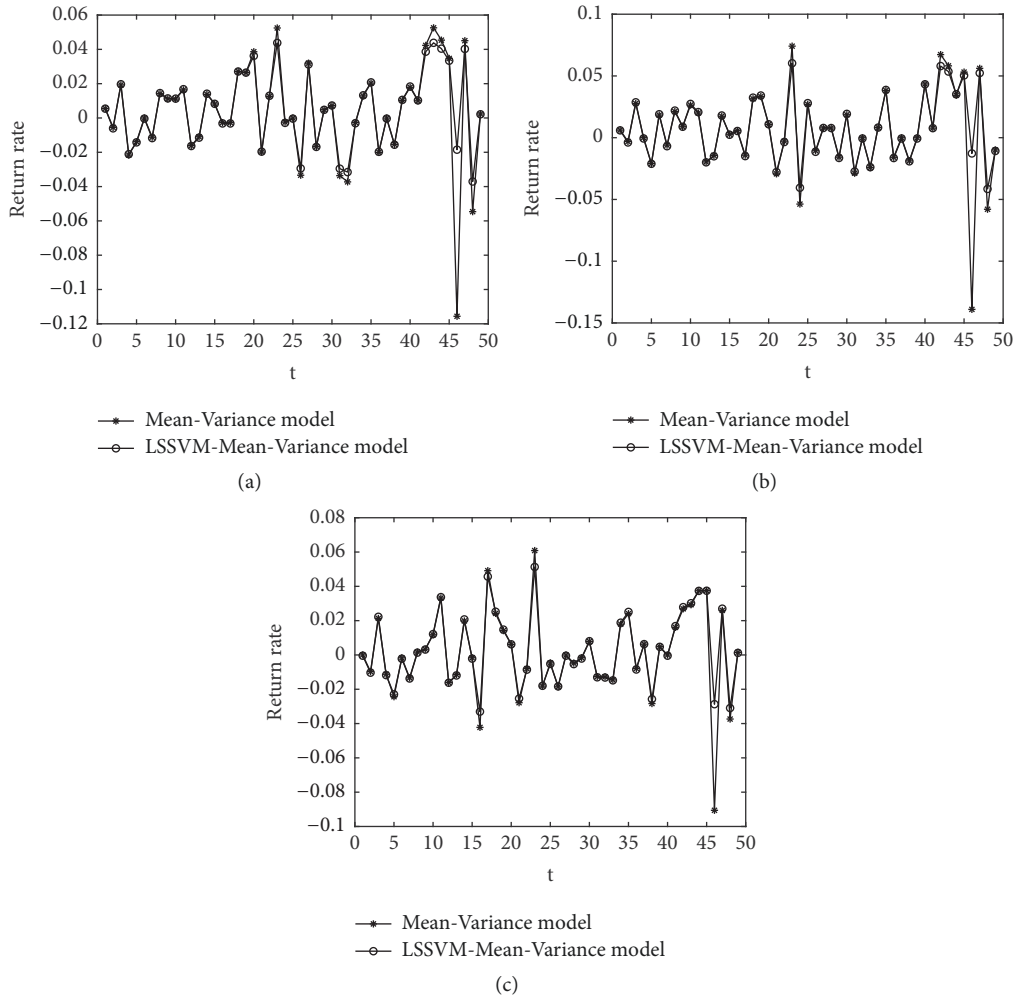 0.06
0.04
0.02
0
−0.02
−0.04
−0.06
−0.08
−0.1
−0.12
Return rate
0 5 10 15 20 25 30 35 40 45 50
t
Mean-Variance model
LSSVM-Mean-Variance model
(a)
0.1
0.05
0
−0.05
−0.1
−0.15
Return rate
0 5 10 15 20 25 30 35 40 45 50
t
Mean-Variance model
LSSVM-Mean-Variance model
(b)
0.08
0.06
0.04
0.02
0
−0.02
−0.04
−0.06
−0.08
−0.1
Return rate
0 5 10 15 20 25 30 35 40 45 50
t
Mean-Variance model
LSSVM-Mean-Variance model
(c)